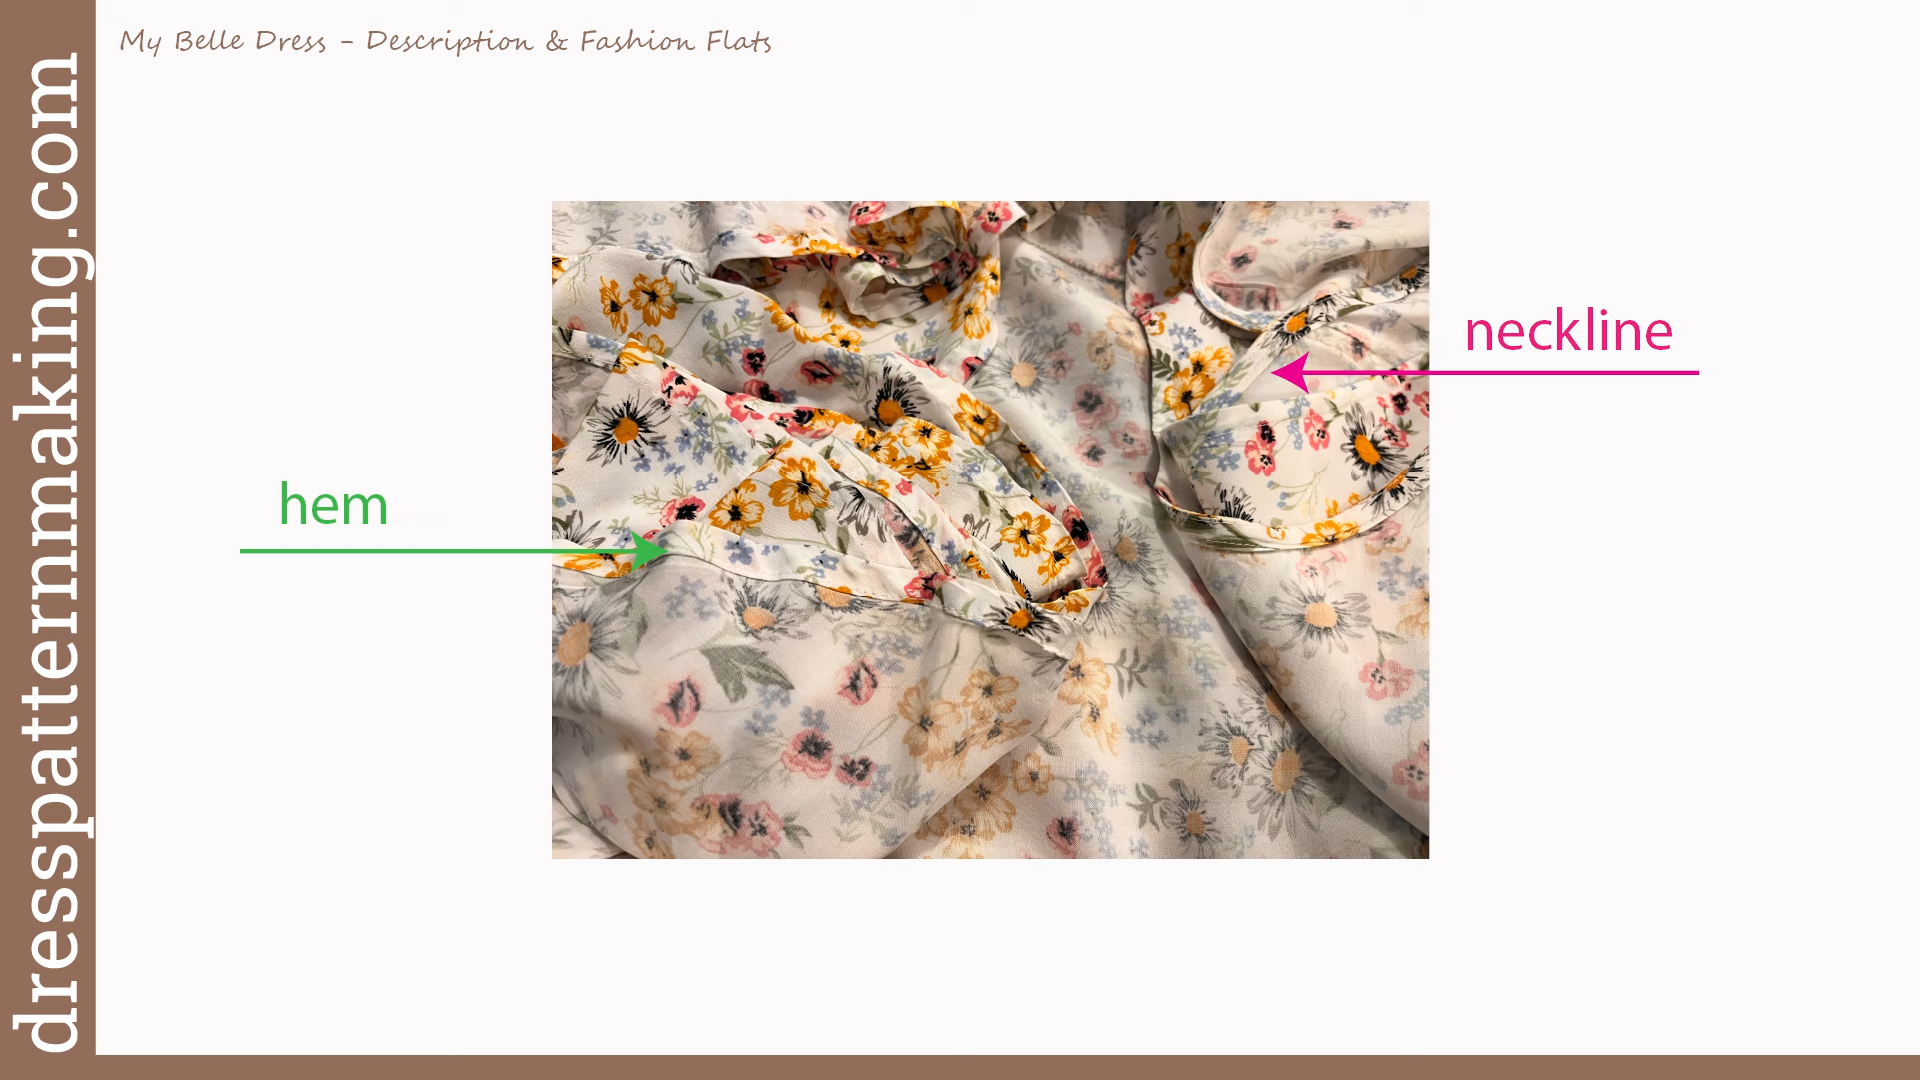 My Belle Dress - Description & Fashion Flats
dresspatternmaking.com
neckline
hem